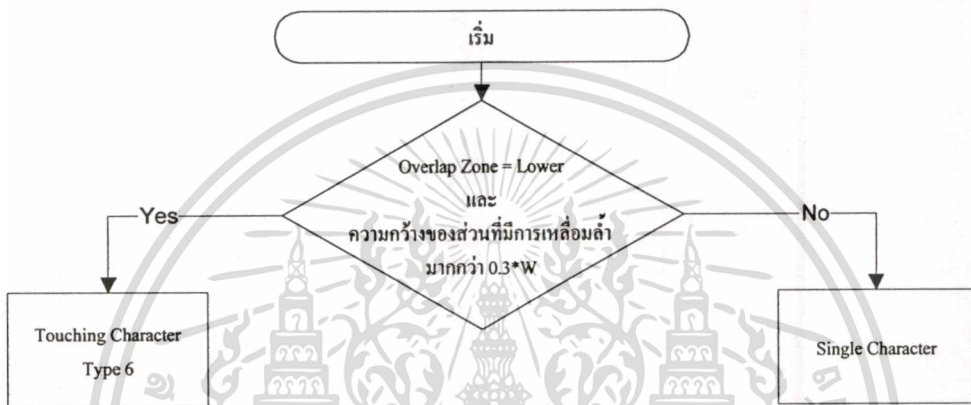 เริ่ม
Overlap Zone = Lower
และ
ความกว้างของส่วนที่มีการเหลื่อมล้ำ
มากกว่า 0.3*W
Yes
No
Touching Character
Type 6
Single Character